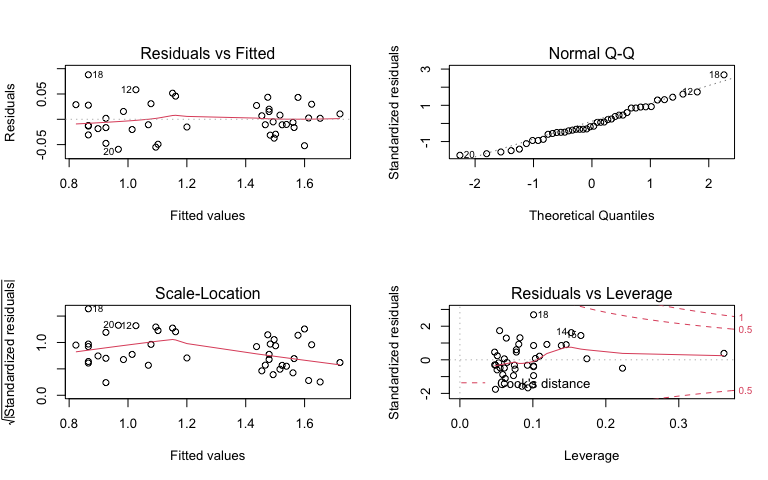 Residuals vs Fitted
Residuals
0.05
-0.05
18
12
20
0.8 1.0 1.2 1.4 1.6
Fitted values
Normal Q-Q
Standardized residuals
3
1
-1
18
12
20
-2 -1 0 1 2
Theoretical Quantiles
Scale-Location
√|Standardized residuals|
1.0
0.0
18
20 12
0.8 1.0 1.2 1.4 1.6
Fitted values
Residuals vs Leverage
Standardized residuals
2
0
-2
18
14
1
0.5
0.5
Cook's distance
0.0 0.1 0.2 0.3
Leverage